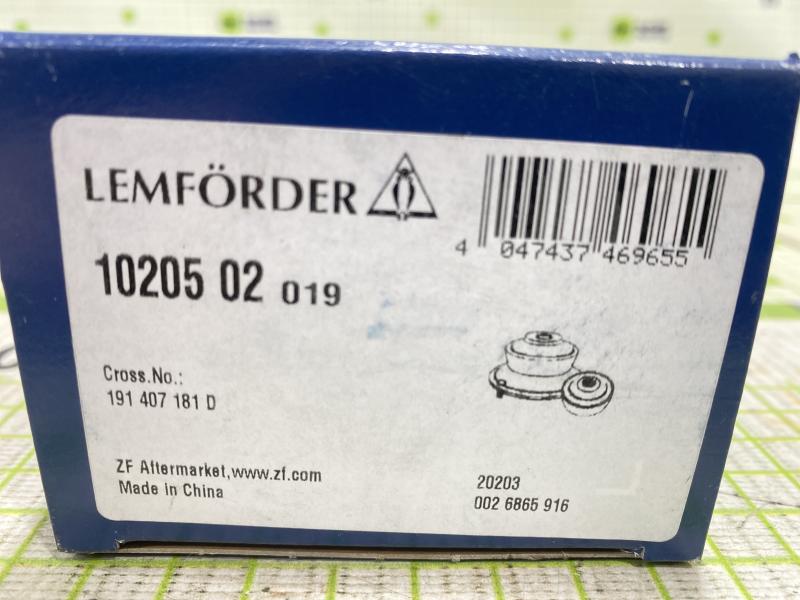 LEMFÖRDER
4 047437 469655
10205 02 019
Cross.No.:
191 407 181 D
ZF Aftermarket,www.zf.com
Made in China
20203
002 6865 916